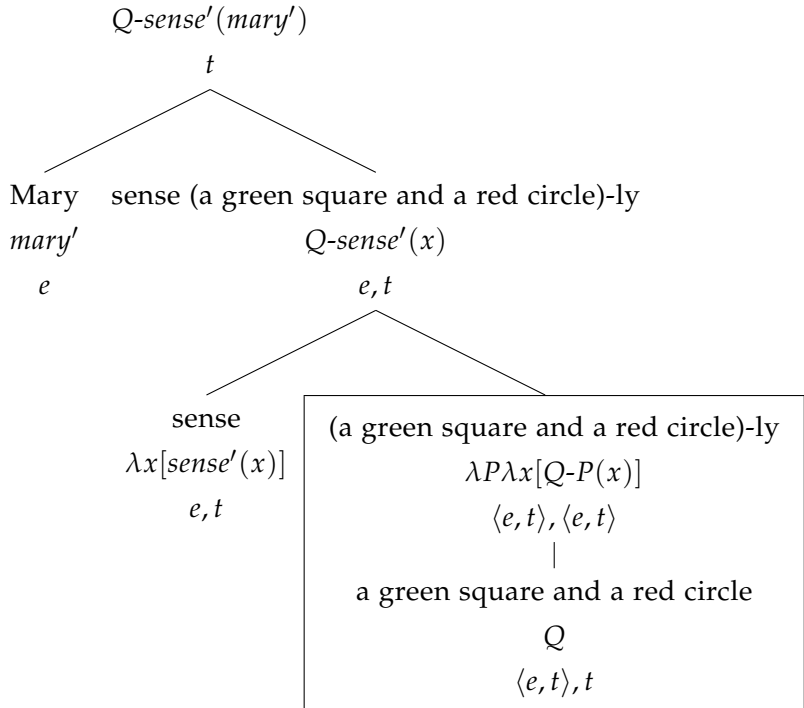 Q-sense′(mary′)
t
Mary sense (a green square and a red circle)-ly
mary′ Q-sense′(x)
e e, t
sense (a green square and a red circle)-ly
λx[sense′(x)] λPλx[Q-P(x)]
e, t ⟨e, t⟩, ⟨e, t⟩
a green square and a red circle
Q
⟨e, t⟩, t